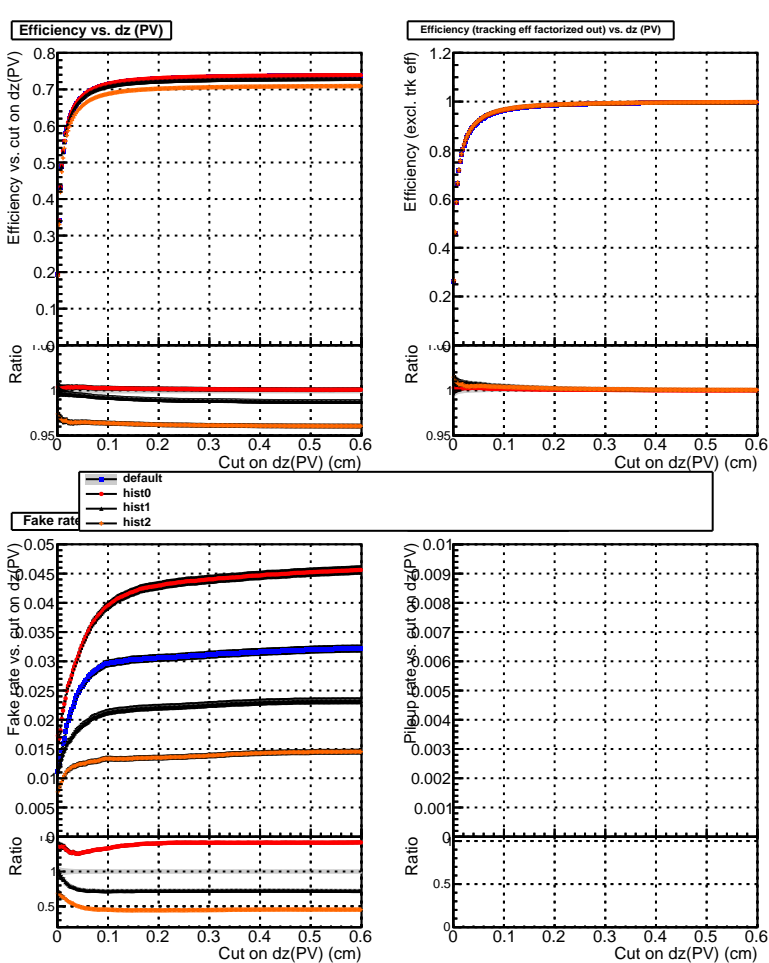 Efficiency vs. dz (PV)
Efficiency vs. cut on dz(PV)
0.8
0.7
0.6
0.5
0.4
0.3
0.2
0.1
0
Ratio
1
0.95
0 0.1 0.2 0.3 0.4 0.5 0.6
Cut on dz(PV) (cm)
Efficiency (tracking eff factorized out) vs. dz (PV)
Efficiency (excl. trk eff)
1.2
1
0.8
0.6
0.4
0.2
0
Ratio
1
0.95
0 0.1 0.2 0.3 0.4 0.5 0.6
Cut on dz(PV) (cm)
default
hist0
hist1
hist2
Fake rate
Fake rate vs. cut on dz(PV)
0.05
0.045
0.04
0.035
0.03
0.025
0.02
0.015
0.01
0.005
0
Ratio
1
0.5
0 0.1 0.2 0.3 0.4 0.5 0.6
Cut on dz(PV) (cm)
Pileup rate vs. cut on dz(PV)
0.01
0.009
0.008
0.007
0.006
0.005
0.004
0.003
0.002
0.001
0
Ratio
1
0.5
0
0 0.1 0.2 0.3 0.4 0.5 0.6
Cut on dz(PV) (cm)